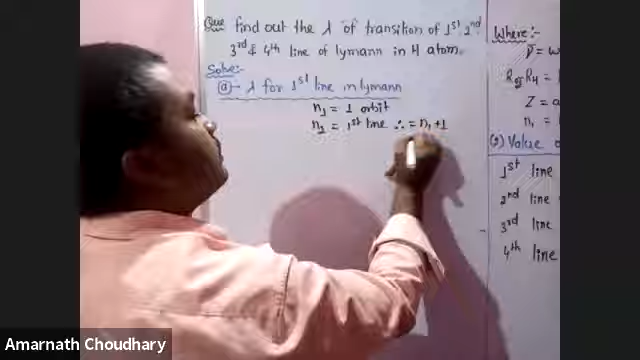 Que find out the λ of transition of 1st 2nd
3rd & 4th line of lymann in H atom.
Solve:-
(a)- λ for 1st line in lymann
n1 = 1 orbit
n2 = 1st line ∴ = n1 +1
Where:-
R or RH =
Z = a
n1 =
Value
1st line
2nd line
3rd line
4th line
Amarnath Choudhary